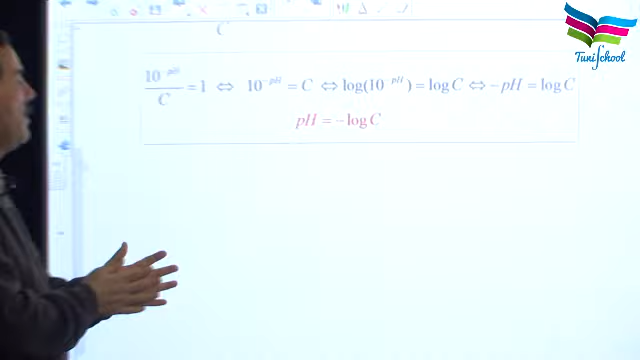 TuniSchool
C
10^{-pH}/C = 1 ⇔ 10^{-pH} = C ⇔ log(10^{-pH}) = log C ⇔ -pH = log C
pH = -log C